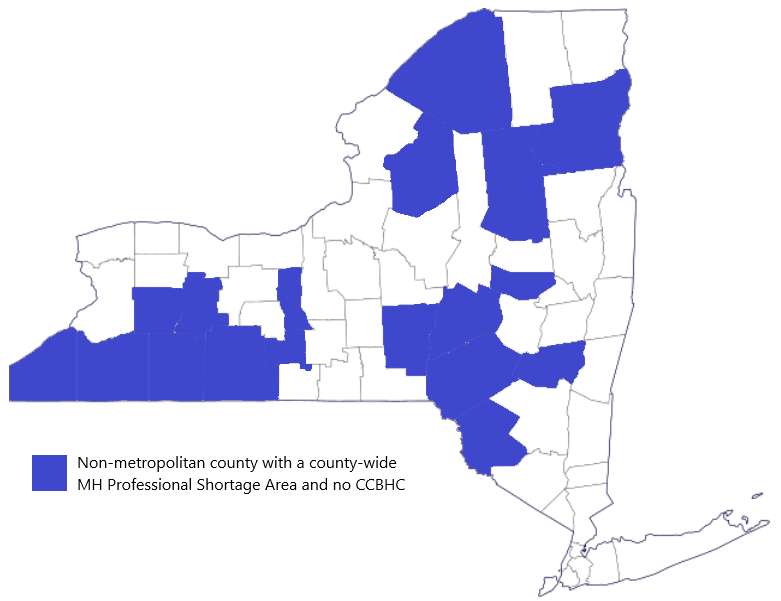 Non-metropolitan county with a county-wide
MH Professional Shortage Area and no CCBHC